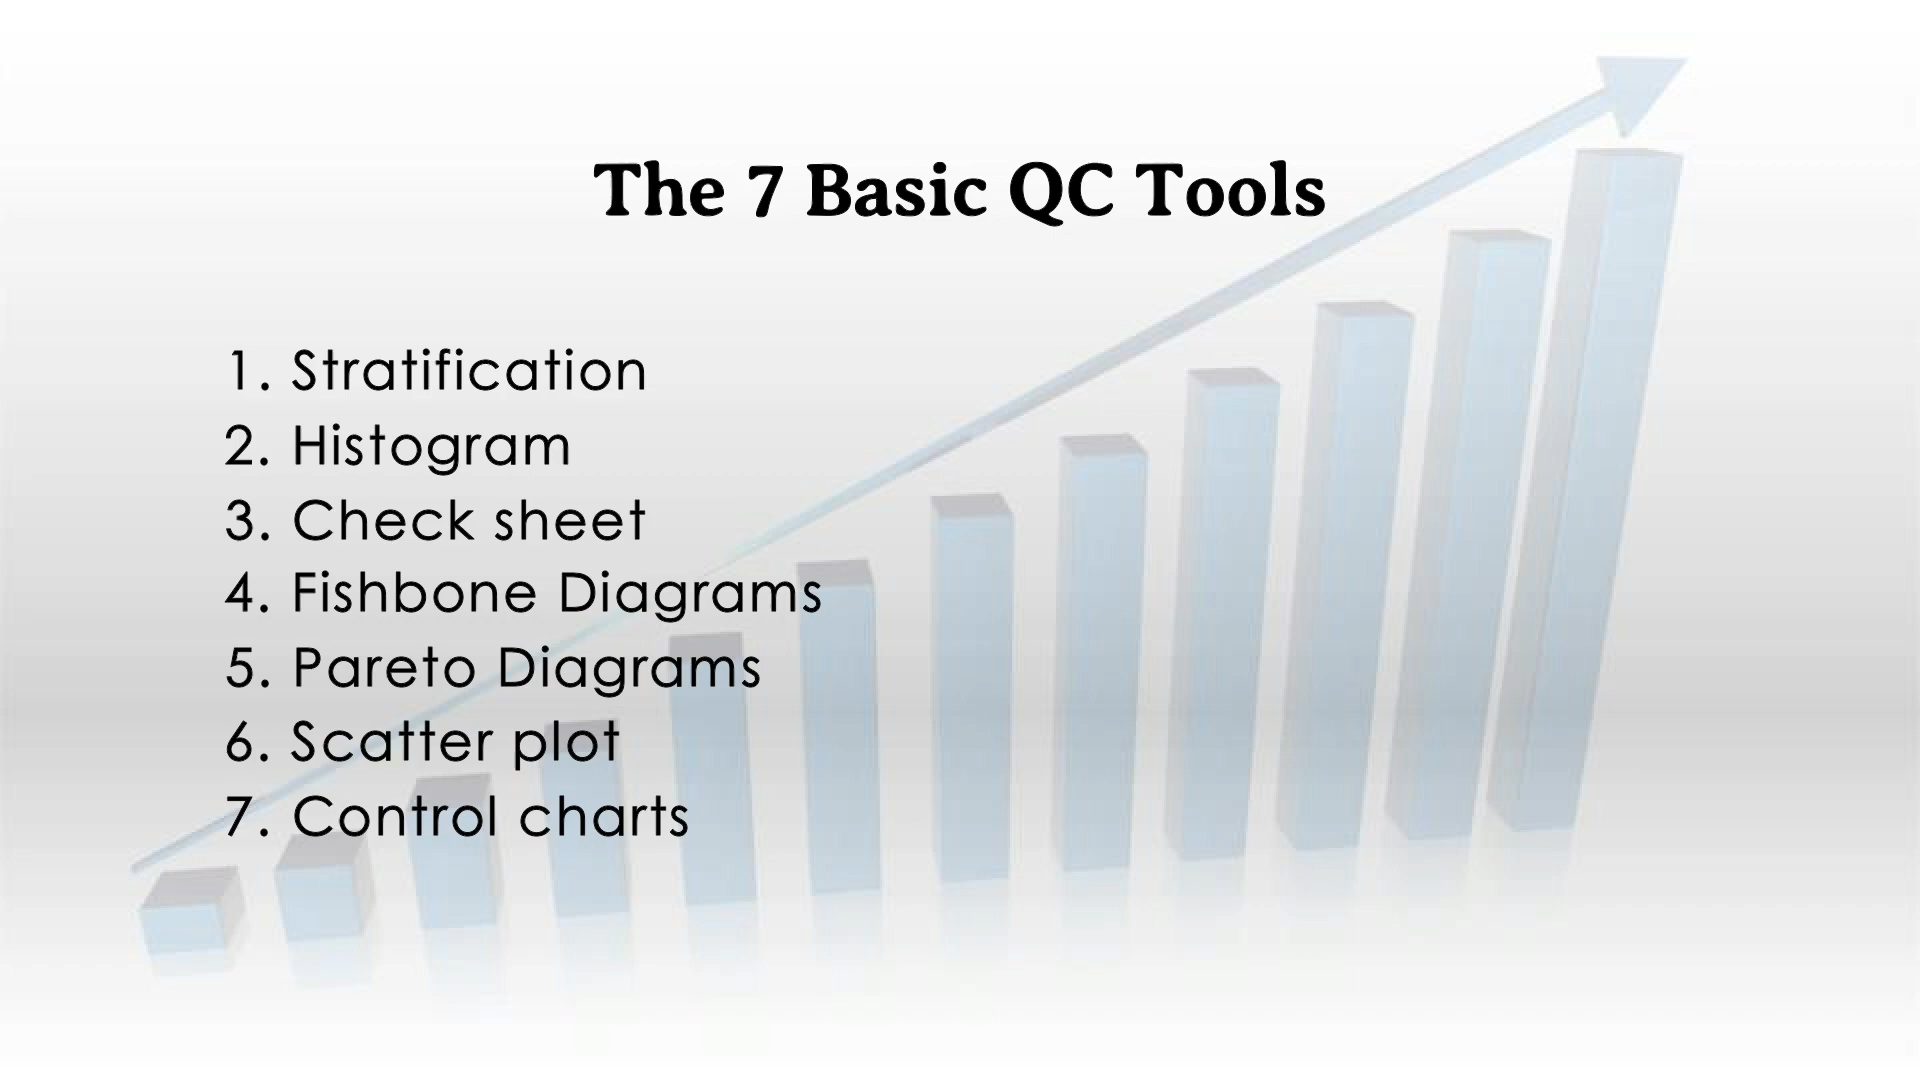 The 7 Basic QC Tools
1. Stratification
2. Histogram
3. Check sheet
4. Fishbone Diagrams
5. Pareto Diagrams
6. Scatter plot
7. Control charts